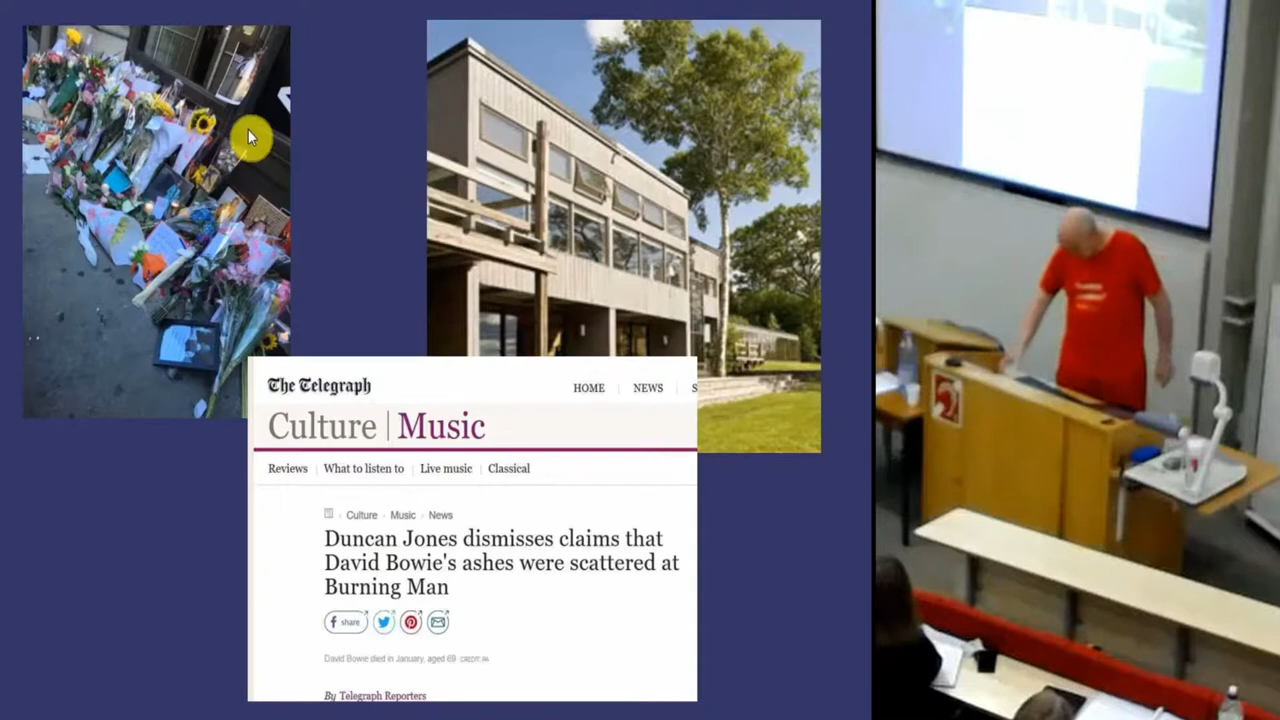 The Telegraph
HOME NEWS S
Culture | Music
Reviews What to listen to Live music Classical
Culture Music News
Duncan Jones dismisses claims that
David Bowie's ashes were scattered at
Burning Man
share
David Bowie died in January, aged 69 CREDIT: PA
By Telegraph Reporters